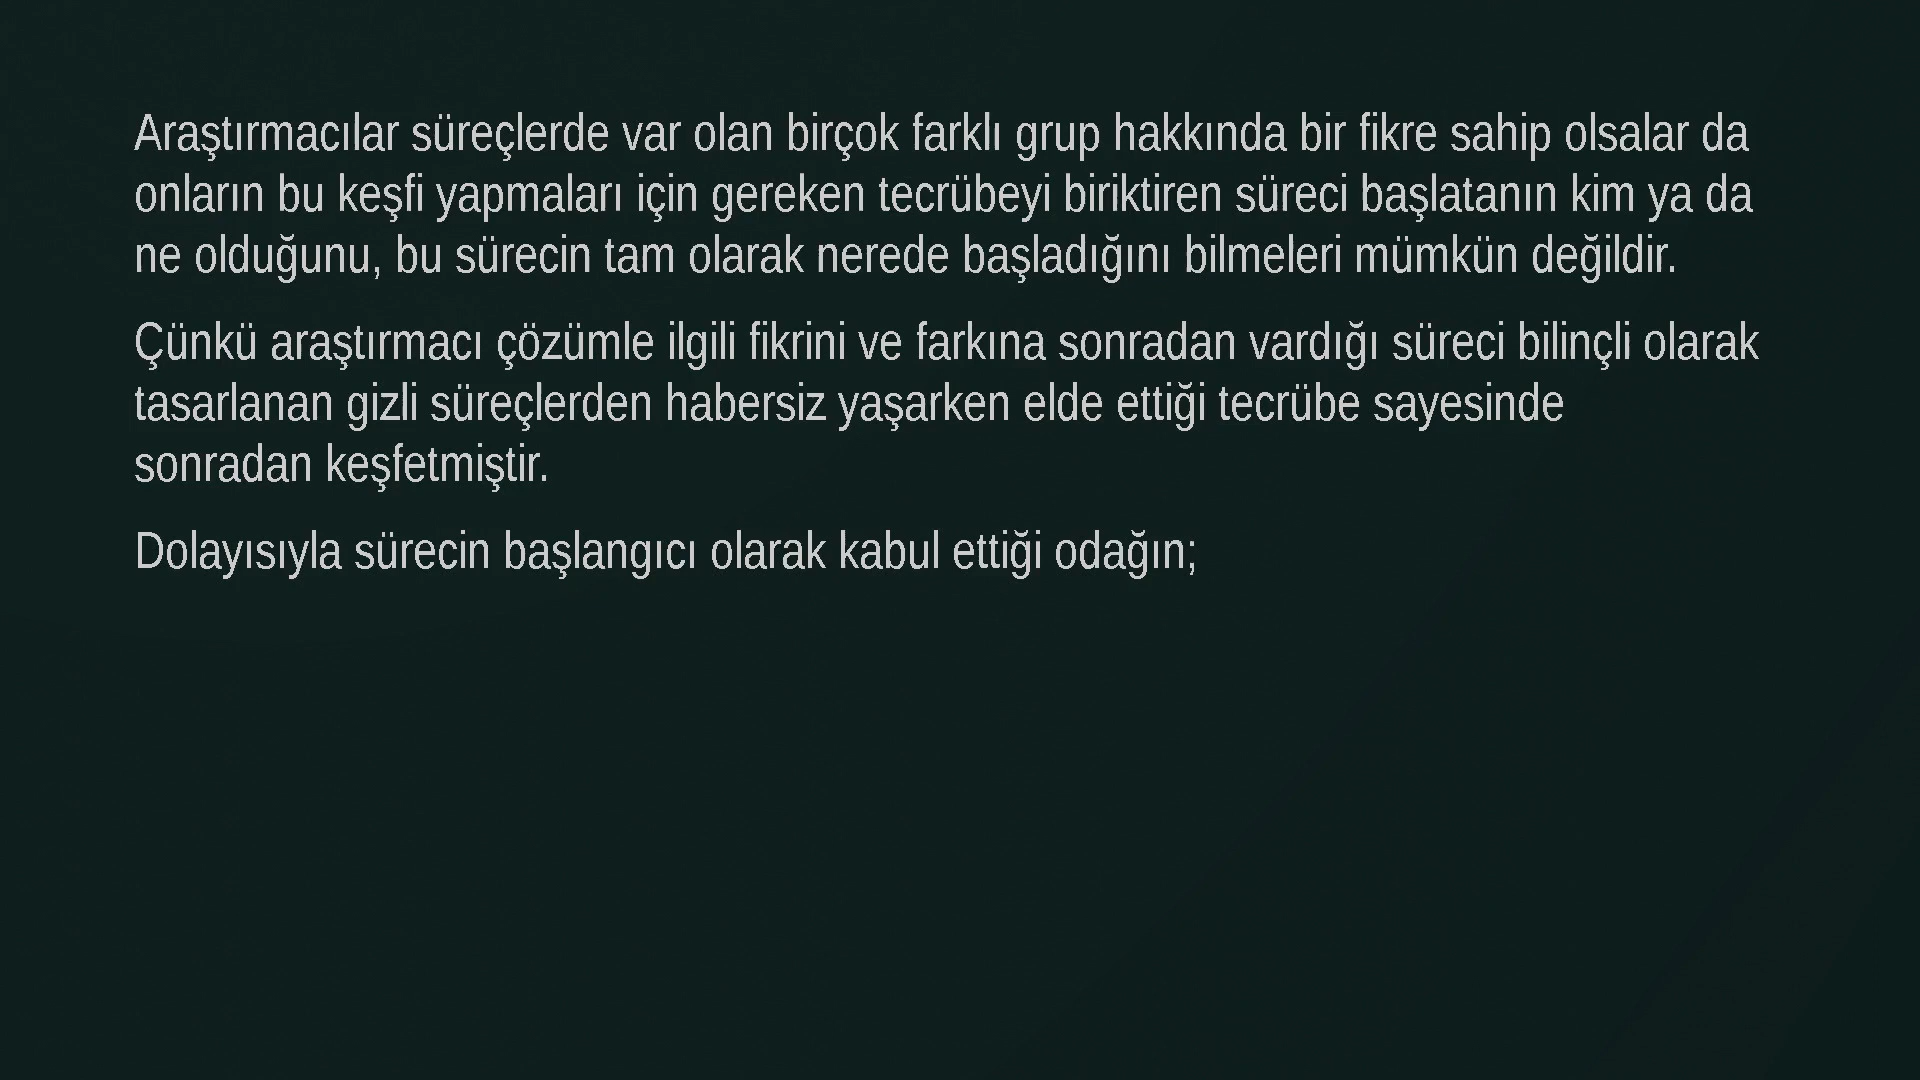 Araştırmacılar süreçlerde var olan birçok farklı grup hakkında bir fikre sahip olsalar da
onların bu keşfi yapmaları için gereken tecrübeyi biriktiren süreci başlatanın kim ya da
ne olduğunu, bu sürecin tam olarak nerede başladığını bilmeleri mümkün değildir.
Çünkü araştırmacı çözümle ilgili fikrini ve farkına sonradan vardığı süreci bilinçli olarak
tasarlanan gizli süreçlerden habersiz yaşarken elde ettiği tecrübe sayesinde
sonradan keşfetmiştir.
Dolayısıyla sürecin başlangıcı olarak kabul ettiği odağın;